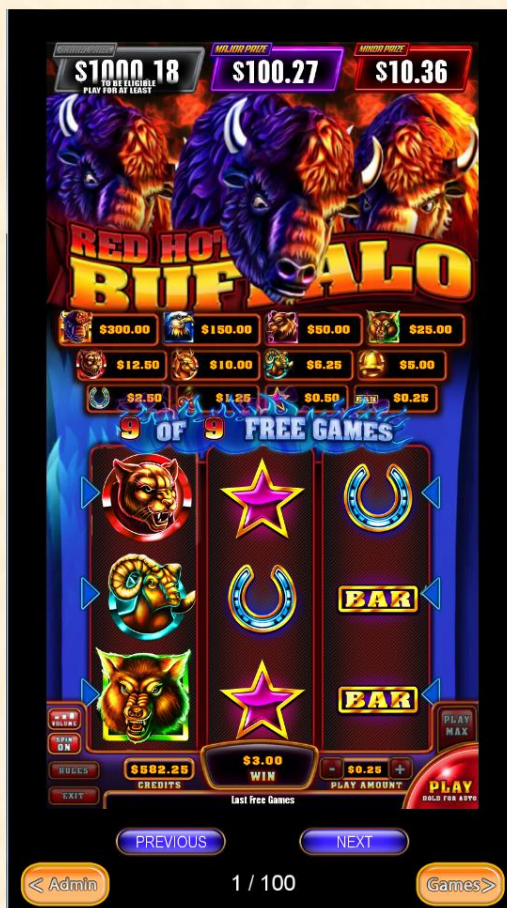 GRAND PRIZE MAJOR PRIZE MINOR PRIZE
$1000.18 $100.27 $10.36
TO BE ELIGIBLE
PLAY FOR AT LEAST
RED HOT
BUFFALO
$300.00 $150.00 $50.00 $25.00
$12.50 $10.00 $6.25 $5.00
$2.50 $1.25 $0.50 $0.25
9 OF 9 FREE GAMES
BAR
BAR
VOLUME
SPIN
ON
RULES
EXIT
$582.25
CREDITS
$3.00
WIN
- $0.25 +
PLAY AMOUNT
PLAY
MAX
PLAY
HOLD FOR AUTO
Last Free Games
PREVIOUS NEXT
< Admin 1 / 100 Games>